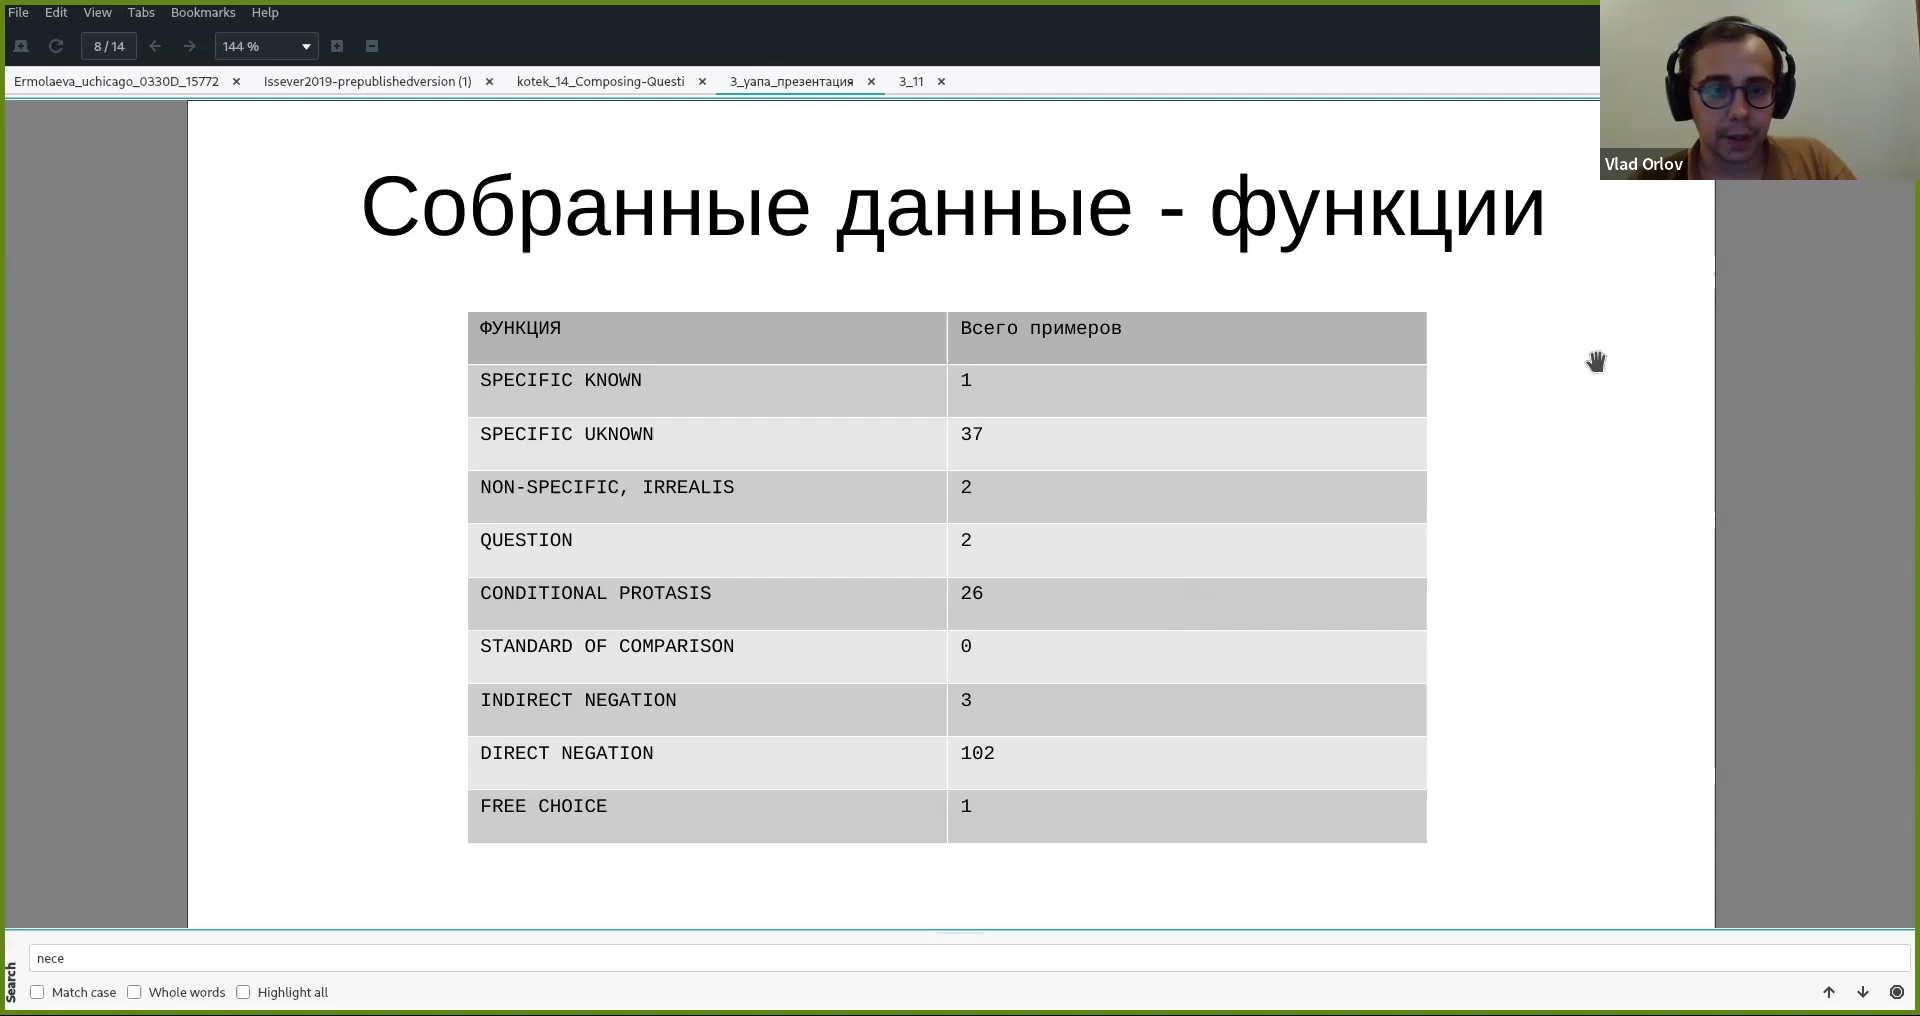 File Edit View Tabs Bookmarks Help
8 / 14 144 %
Ermolaeva_uchicago_0330D_15772 Issever2019-prepublishedversion (1) kotek_14_Composing-Questi 3_уапа_презентация 3_11
Vlad Orlov
Собранные данные - функции
ФУНКЦИЯ Всего примеров
SPECIFIC KNOWN 1
SPECIFIC UKNOWN 37
NON-SPECIFIC, IRREALIS 2
QUESTION 2
CONDITIONAL PROTASIS 26
STANDARD OF COMPARISON 0
INDIRECT NEGATION 3
DIRECT NEGATION 102
FREE CHOICE 1
Search
nece
Match case Whole words Highlight all